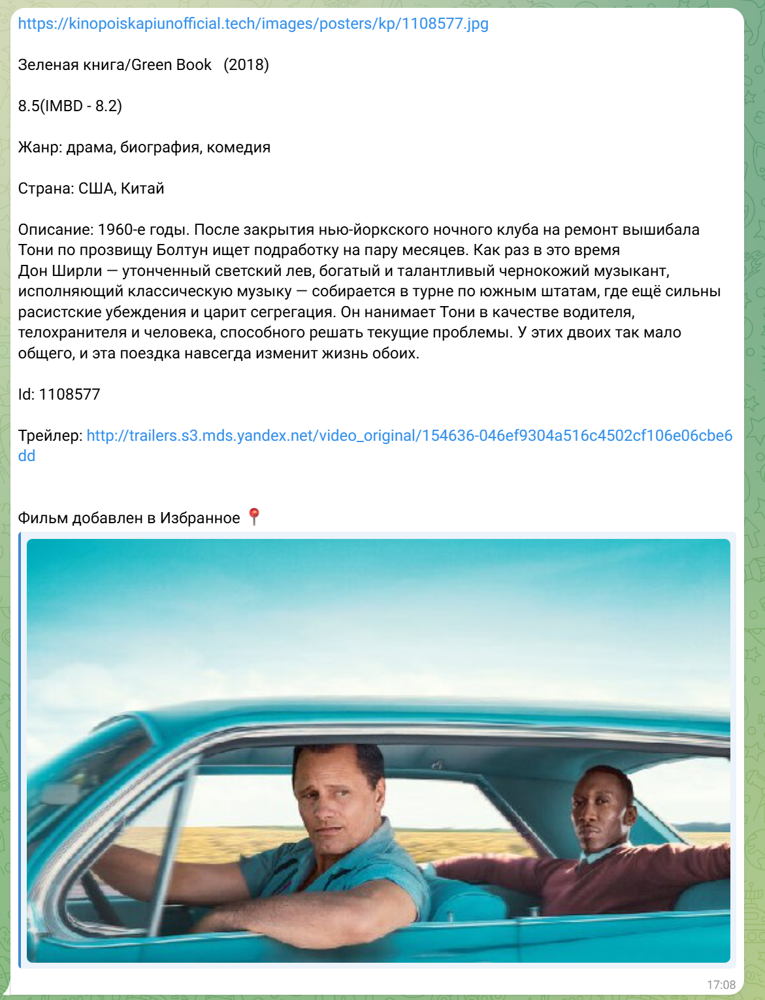 https://kinopoiskapiunofficial.tech/images/posters/kp/1108577.jpg
Зеленая книга/Green Book (2018)
8.5(IMBD - 8.2)
Жанр: драма, биография, комедия
Страна: США, Китай
Описание: 1960-е годы. После закрытия нью-йоркского ночного клуба на ремонт вышибала
Тони по прозвищу Болтун ищет подработку на пару месяцев. Как раз в это время
Дон Ширли — утонченный светский лев, богатый и талантливый чернокожий музыкант,
исполняющий классическую музыку — собирается в турне по южным штатам, где ещё сильны
расистские убеждения и царит сегрегация. Он нанимает Тони в качестве водителя,
телохранителя и человека, способного решать текущие проблемы. У этих двоих так мало
общего, и эта поездка навсегда изменит жизнь обоих.
Id: 1108577
Трейлер: http://trailers.s3.mds.yandex.net/video_original/154636-046ef9304a516c4502cf106e06cbe6
dd
Фильм добавлен в Избранное 📍
17:08